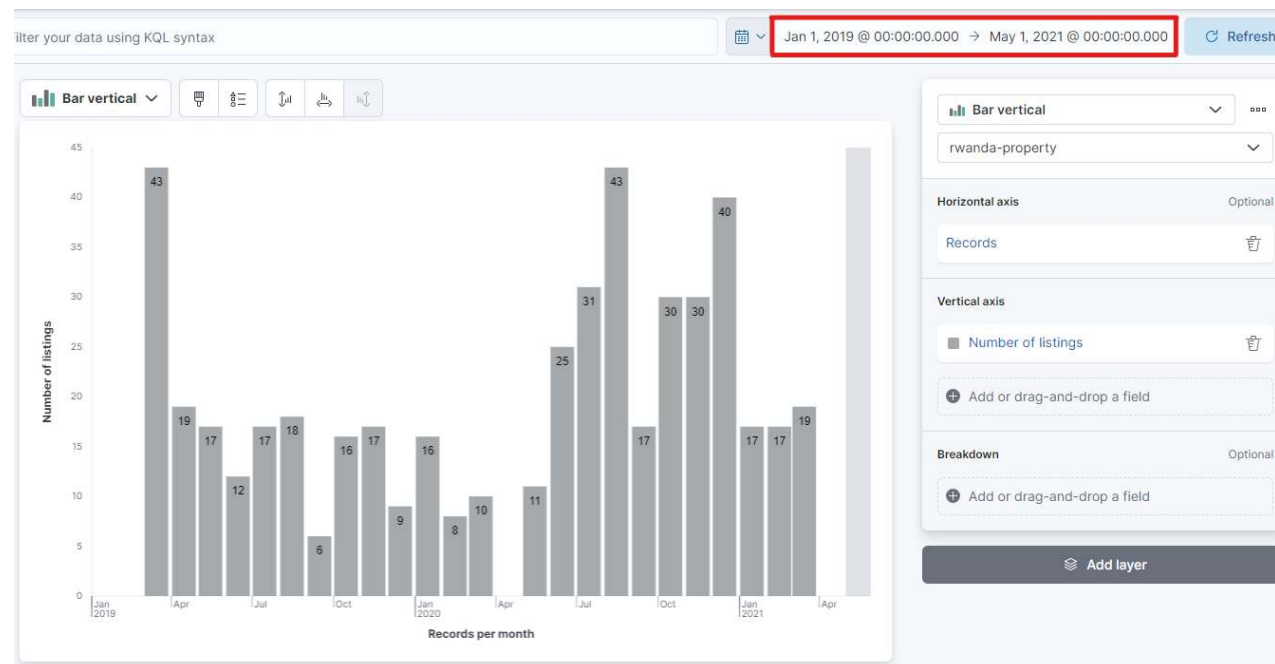 ilter your data using KQL syntax
Jan 1, 2019 @ 00:00:00.000 → May 1, 2021 @ 00:00:00.000
Refresh
Bar vertical
45
40
35
30
25
20
15
10
5
0
Number of listings
43
19
17
12
17
18
6
16
17
9
16
8
10
11
25
31
43
17
30
30
40
17
17
19
Jan
2019
Apr
Jul
Oct
Jan
2020
Apr
Jul
Oct
Jan
2021
Apr
Records per month
Bar vertical
rwanda-property
Horizontal axis Optional
Records
Vertical axis
Number of listings
Add or drag-and-drop a field
Breakdown Optional
Add or drag-and-drop a field
Add layer